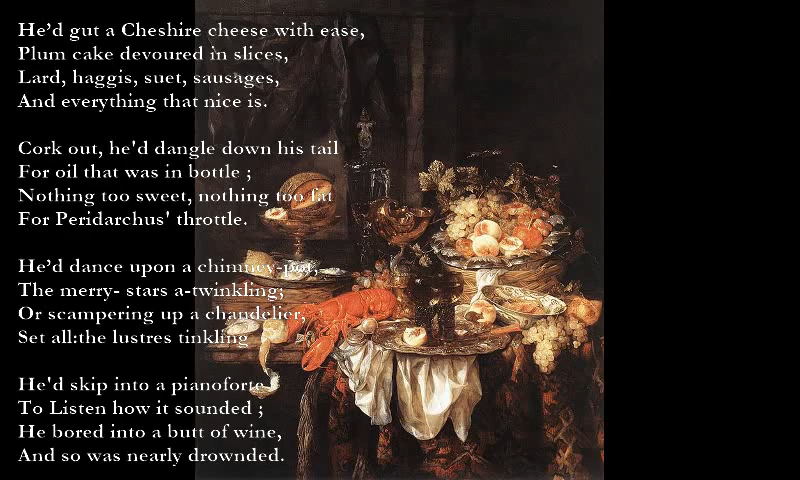 He'd gut a Cheshire cheese with ease,
Plum cake devoured in slices,
Lard, haggis, suet, sausages,
And everything that nice is.
Cork out, he'd dangle down his tail
For oil that was in bottle ;
Nothing too sweet, nothing too fat
For Peridarchus' throttle.
He'd dance upon a chimney-pot,
The merry- stars a-twinkling;
Or scampering up a chandelier,
Set all:the lustres tinkling
He'd skip into a pianoforte
To Listen how it sounded ;
He bored into a butt of wine,
And so was nearly drownded.